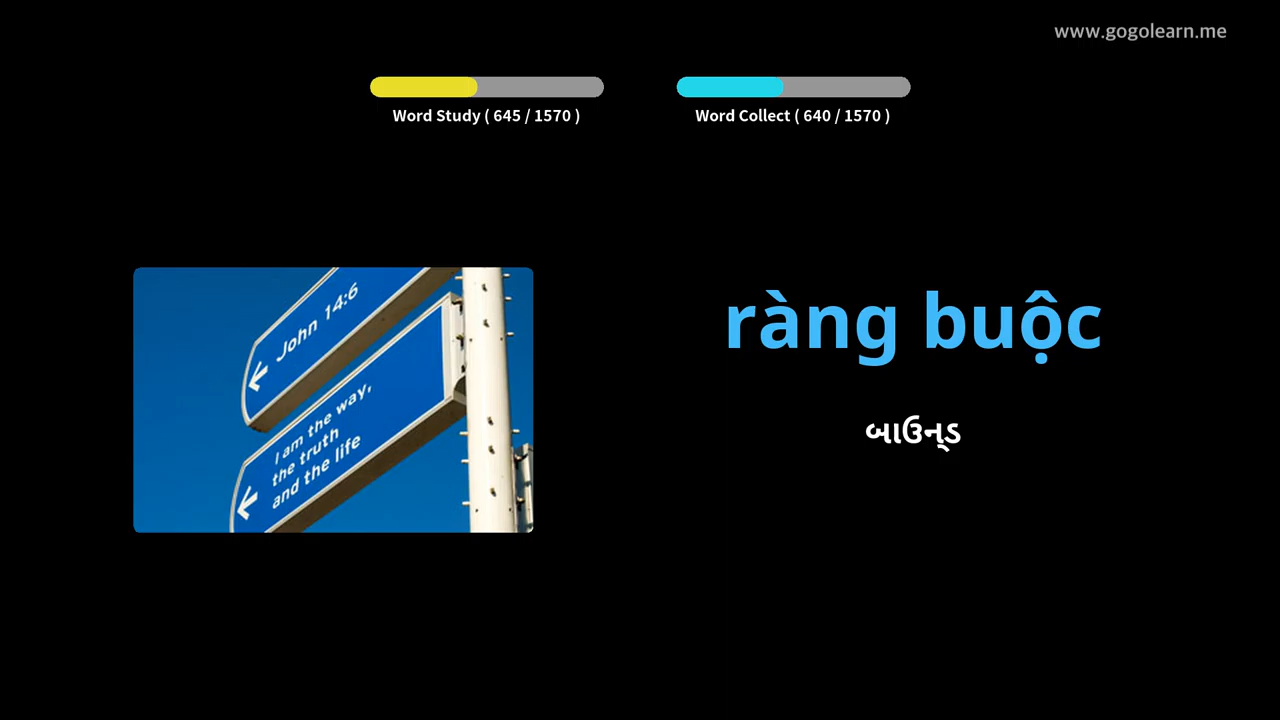 www.gogolearn.me
Word Study ( 645 / 1570 )
Word Collect ( 640 / 1570 )
John 14:6
I am the way,
the truth
and the life
ràng buộc
બાઉન્ડ